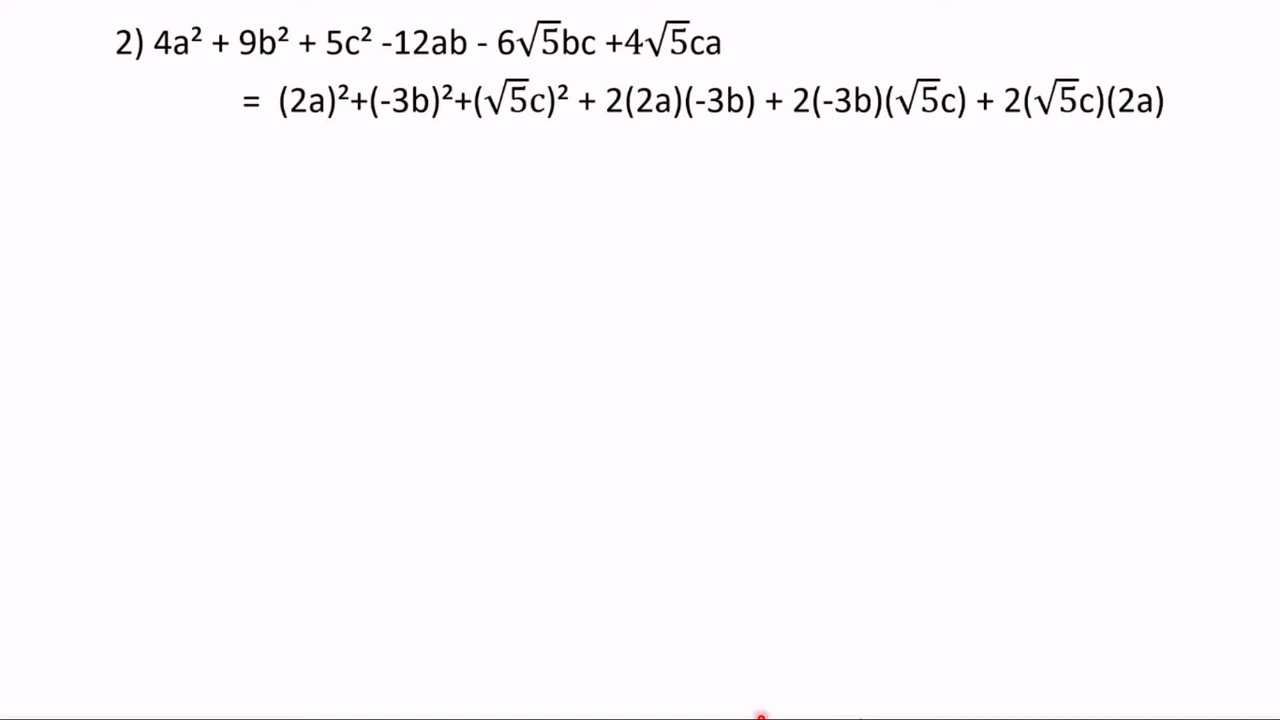 2) 4a² + 9b² + 5c² -12ab - 6√5bc +4√5ca
= (2a)²+(-3b)²+(√5c)² + 2(2a)(-3b) + 2(-3b)(√5c) + 2(√5c)(2a)